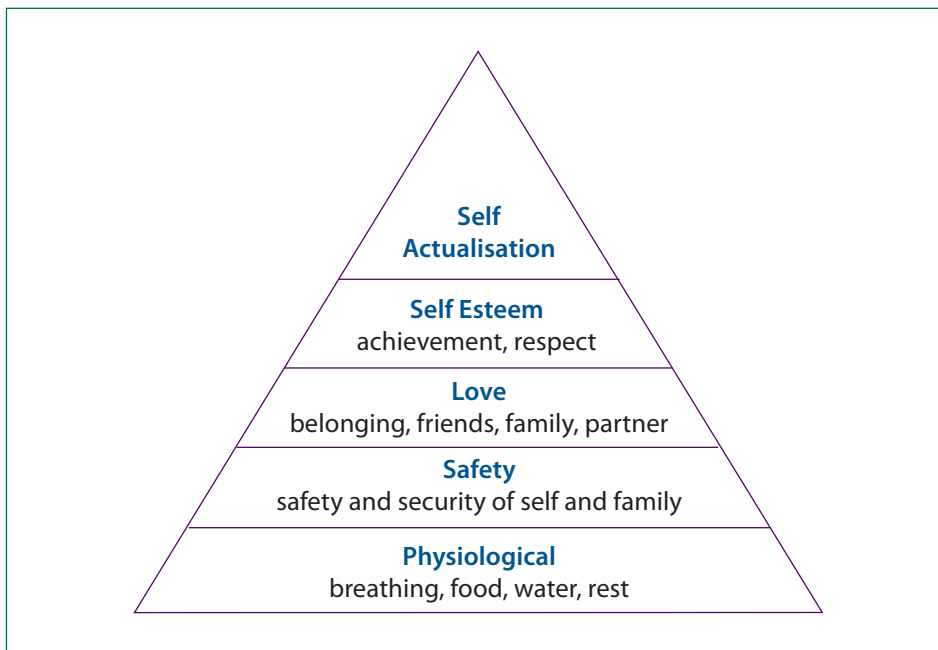 Self
Actualisation
Self Esteem
achievement, respect
Love
belonging, friends, family, partner
Safety
safety and security of self and family
Physiological
breathing, food, water, rest